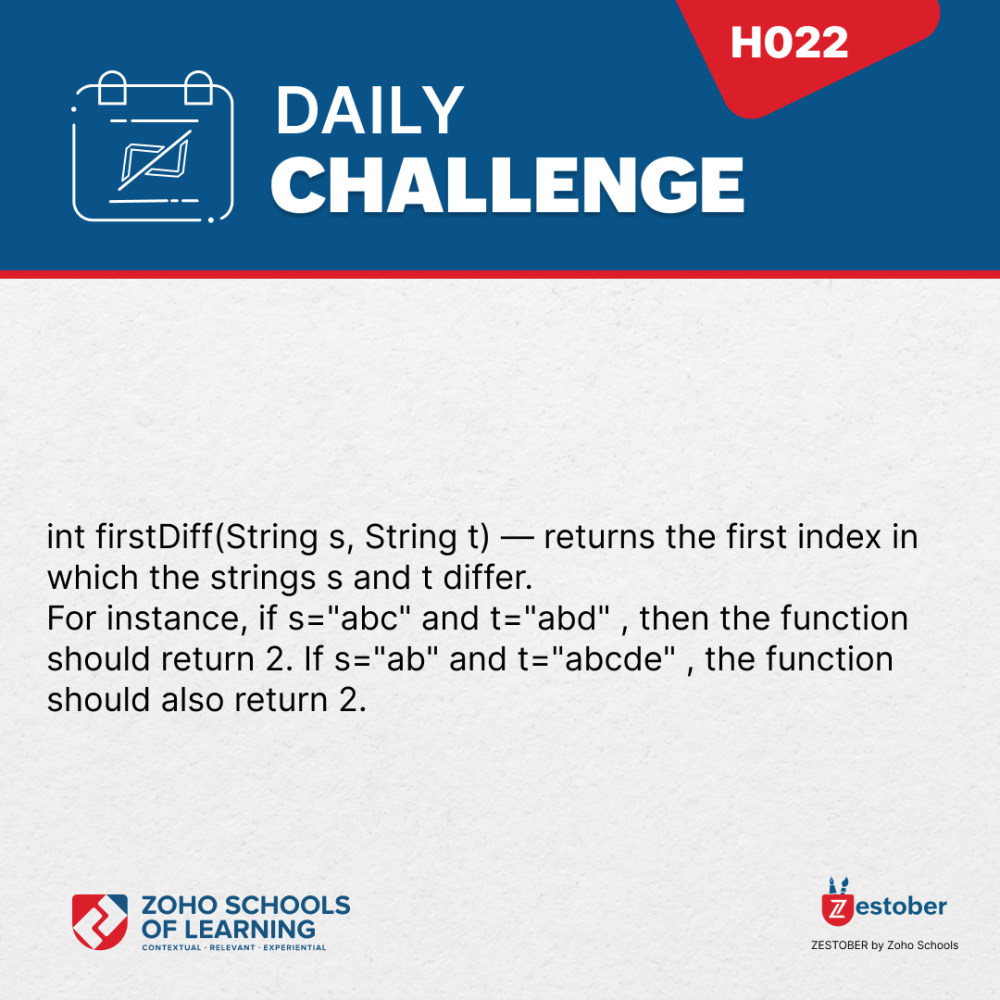 H022
DAILY
CHALLENGE
int firstDiff(String s, String t) — returns the first index in
which the strings s and t differ.
For instance, if s="abc" and t="abd" , then the function
should return 2. If s="ab" and t="abcde" , the function
should also return 2.
ZOHO SCHOOLS
OF LEARNING
CONTEXTUAL · RELEVANT · EXPERIENTIAL
Zestober
ZESTOBER by Zoho Schools